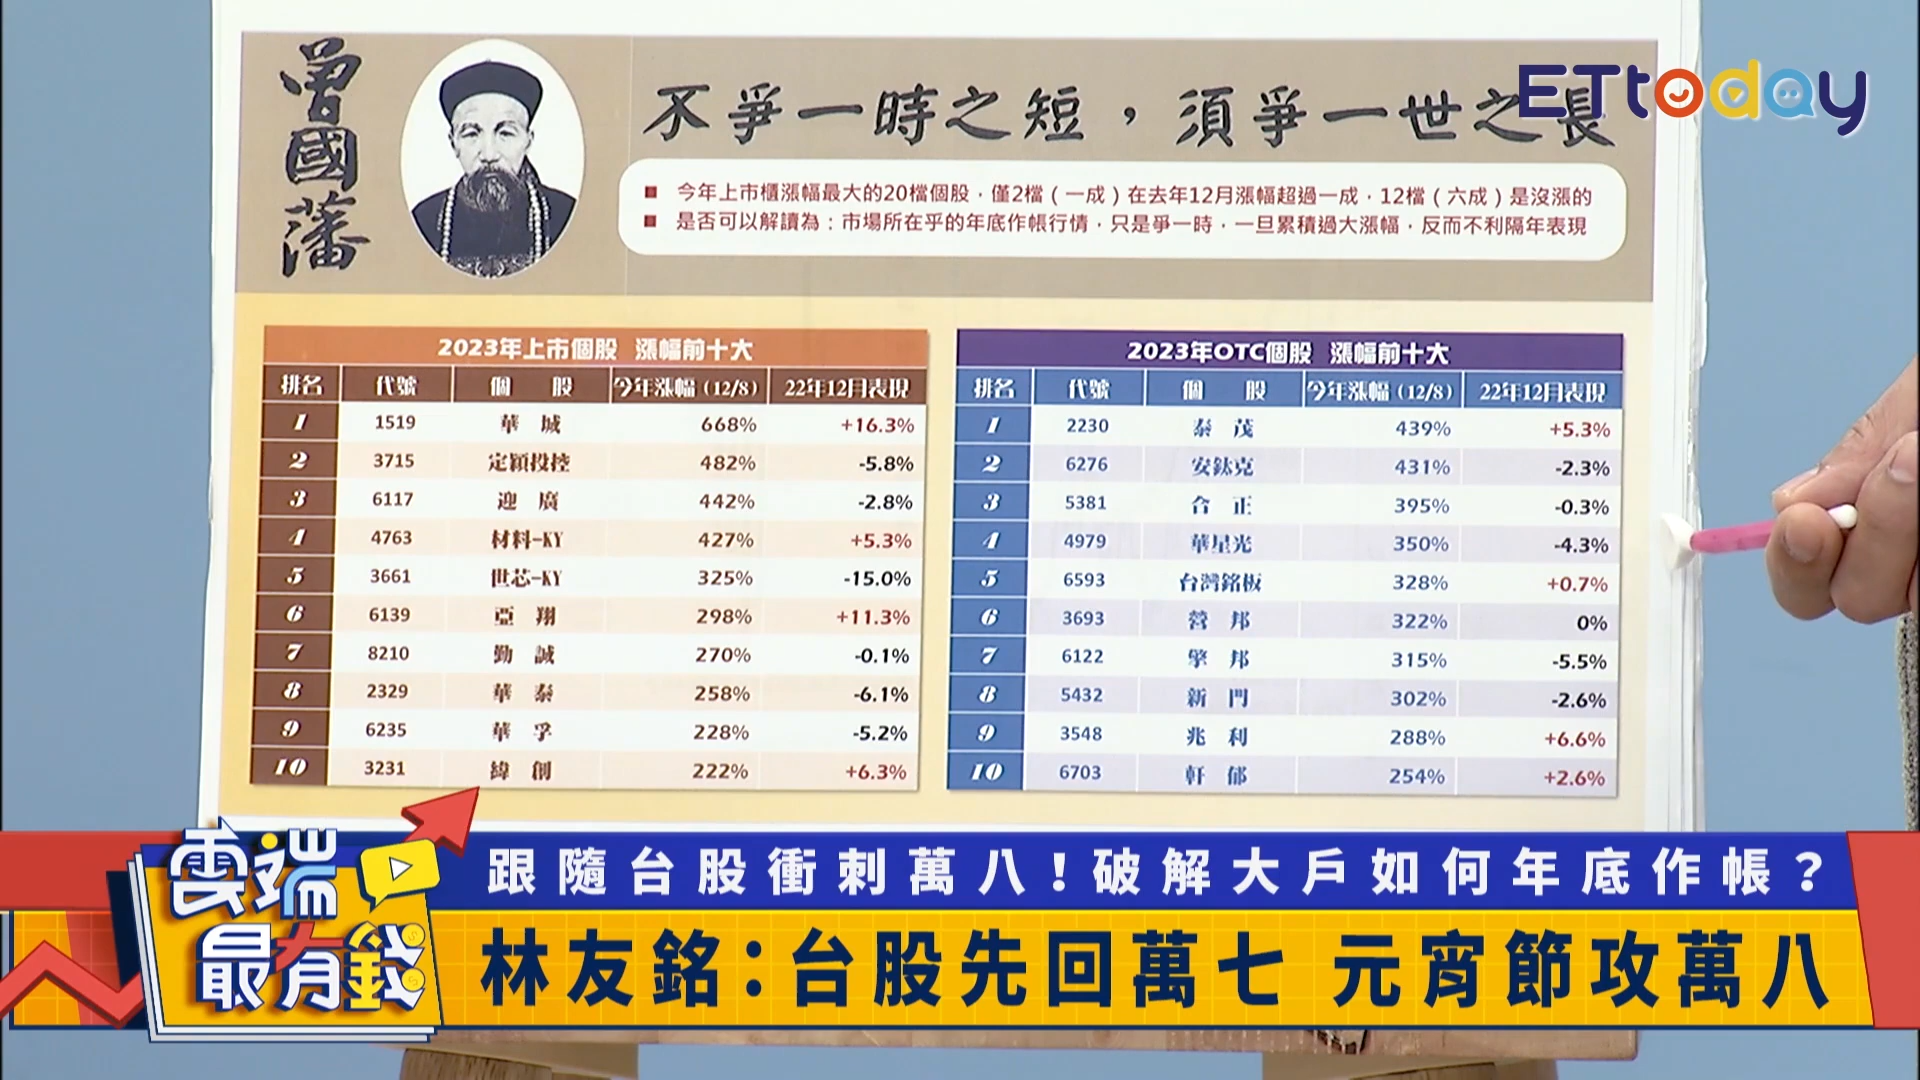 曾國藩
不爭一時之短，須爭一世之長
ETtoday
■ 今年上市櫃漲幅最大的20檔個股，僅2檔（一成）在去年12月漲幅超過一成，12檔（六成）是沒漲的
■ 是否可以解讀為：市場所在乎的年底作帳行情，只是爭一時，一旦累積過大漲幅，反而不利隔年表現
2023年上市個股 漲幅前十大
排名 代號 個股 今年漲幅（12/8） 22年12月表現
1 1519 華城 668% +16.3%
2 3715 定穎投控 482% -5.8%
3 6117 迎廣 442% -2.8%
4 4763 材料-KY 427% +5.3%
5 3661 世芯-KY 325% -15.0%
6 6139 亞翔 298% +11.3%
7 8210 勤誠 270% -0.1%
8 2329 華泰 258% -6.1%
9 6235 華孚 228% -5.2%
10 3231 緯創 222% +6.3%
2023年OTC個股 漲幅前十大
排名 代號 個股 今年漲幅（12/8） 22年12月表現
1 2230 泰茂 439% +5.3%
2 6276 安鈦克 431% -2.3%
3 5381 合正 395% -0.3%
4 4979 華星光 350% -4.3%
5 6593 台灣銘板 328% +0.7%
6 3693 營邦 322% 0%
7 6122 擎邦 315% -5.5%
8 5432 新門 302% -2.6%
9 3548 兆利 288% +6.6%
10 6703 軒郁 254% +2.6%
雲端
最有錢
跟隨台股衝刺萬八！破解大戶如何年底作帳？
林友銘：台股先回萬七 元宵節攻萬八